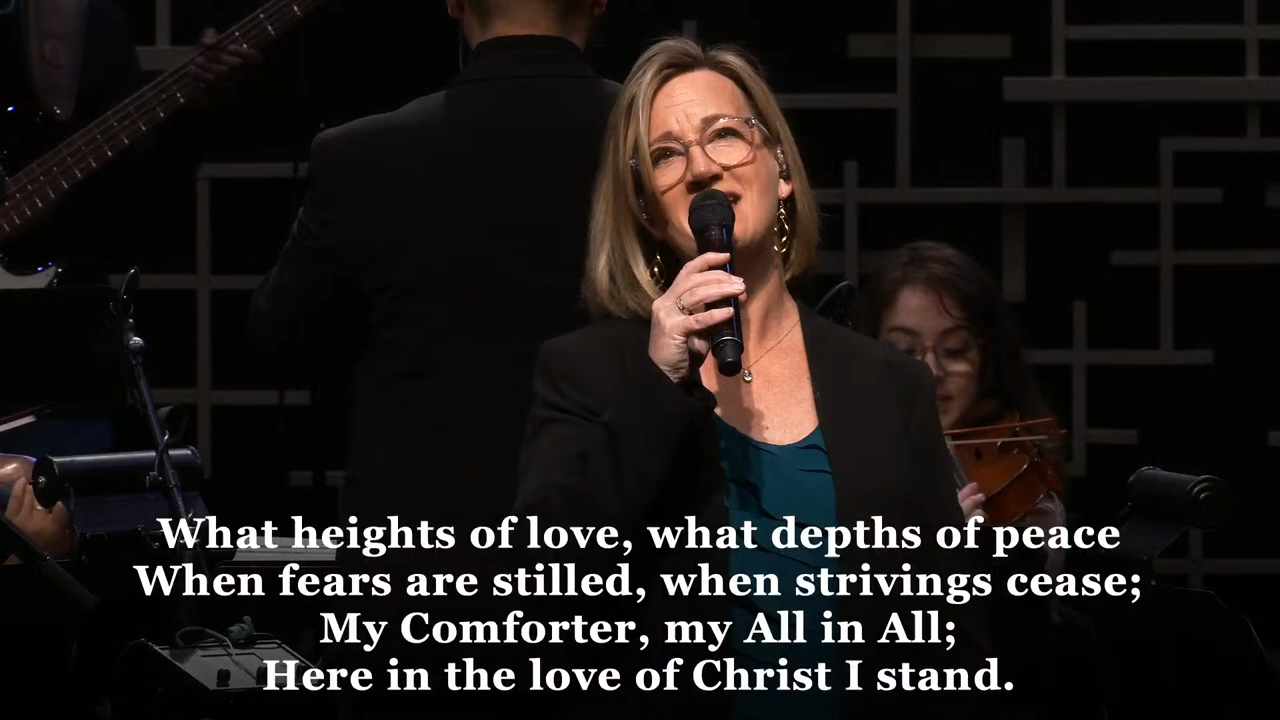 What heights of love, what depths of peace
When fears are stilled, when strivings cease;
My Comforter, my All in All;
Here in the love of Christ I stand.